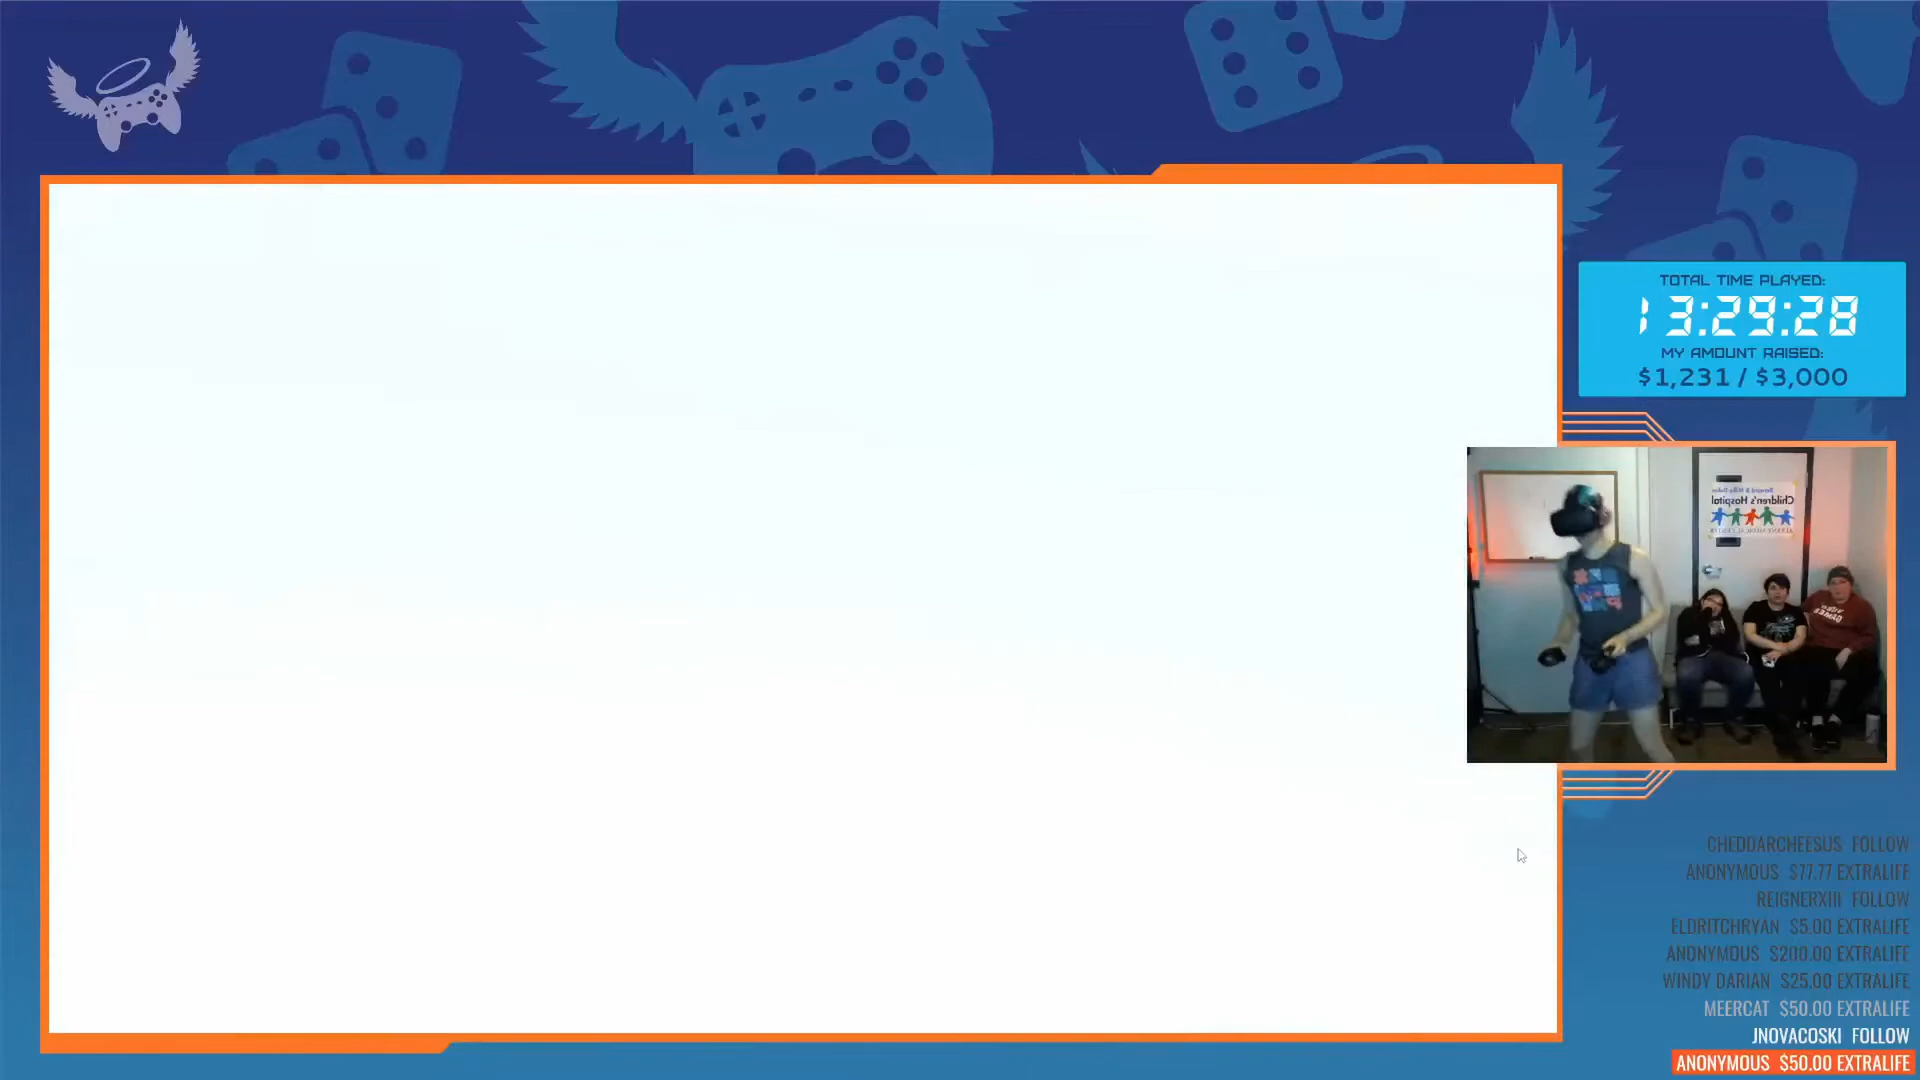 TOTAL TIME PLAYED:
13:29:28
MY AMOUNT RAISED:
$1,231 / $3,000
Children's Hospital
CHEDDARCHEESUS FOLLOW
ANONYMOUS $77.77 EXTRALIFE
REIGNERXIII FOLLOW
ELDRITCHRYAN $5.00 EXTRALIFE
ANONYMOUS $200.00 EXTRALIFE
WINDY DARIAN $25.00 EXTRALIFE
MEERCAT $50.00 EXTRALIFE
JNOVACOSKI FOLLOW
ANONYMOUS $50.00 EXTRALIFE